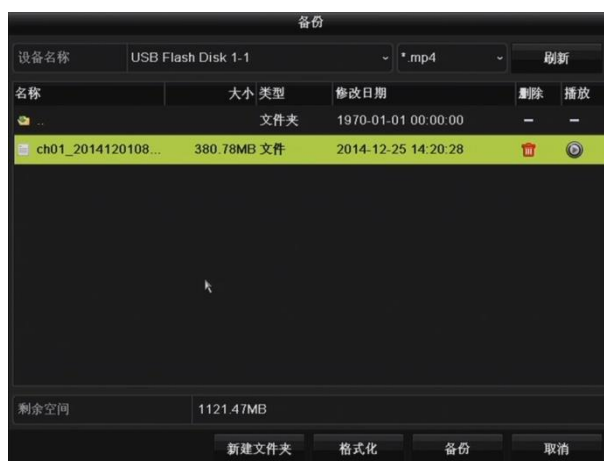 备份
设备名称 USB Flash Disk 1-1 *.mp4 刷新
名称 大小 类型 修改日期 删除 播放
.. 文件夹 1970-01-01 00:00:00 — —
ch01_2014120108... 380.78MB 文件 2014-12-25 14:20:28
剩余空间 1121.47MB
新建文件夹 格式化 备份 取消